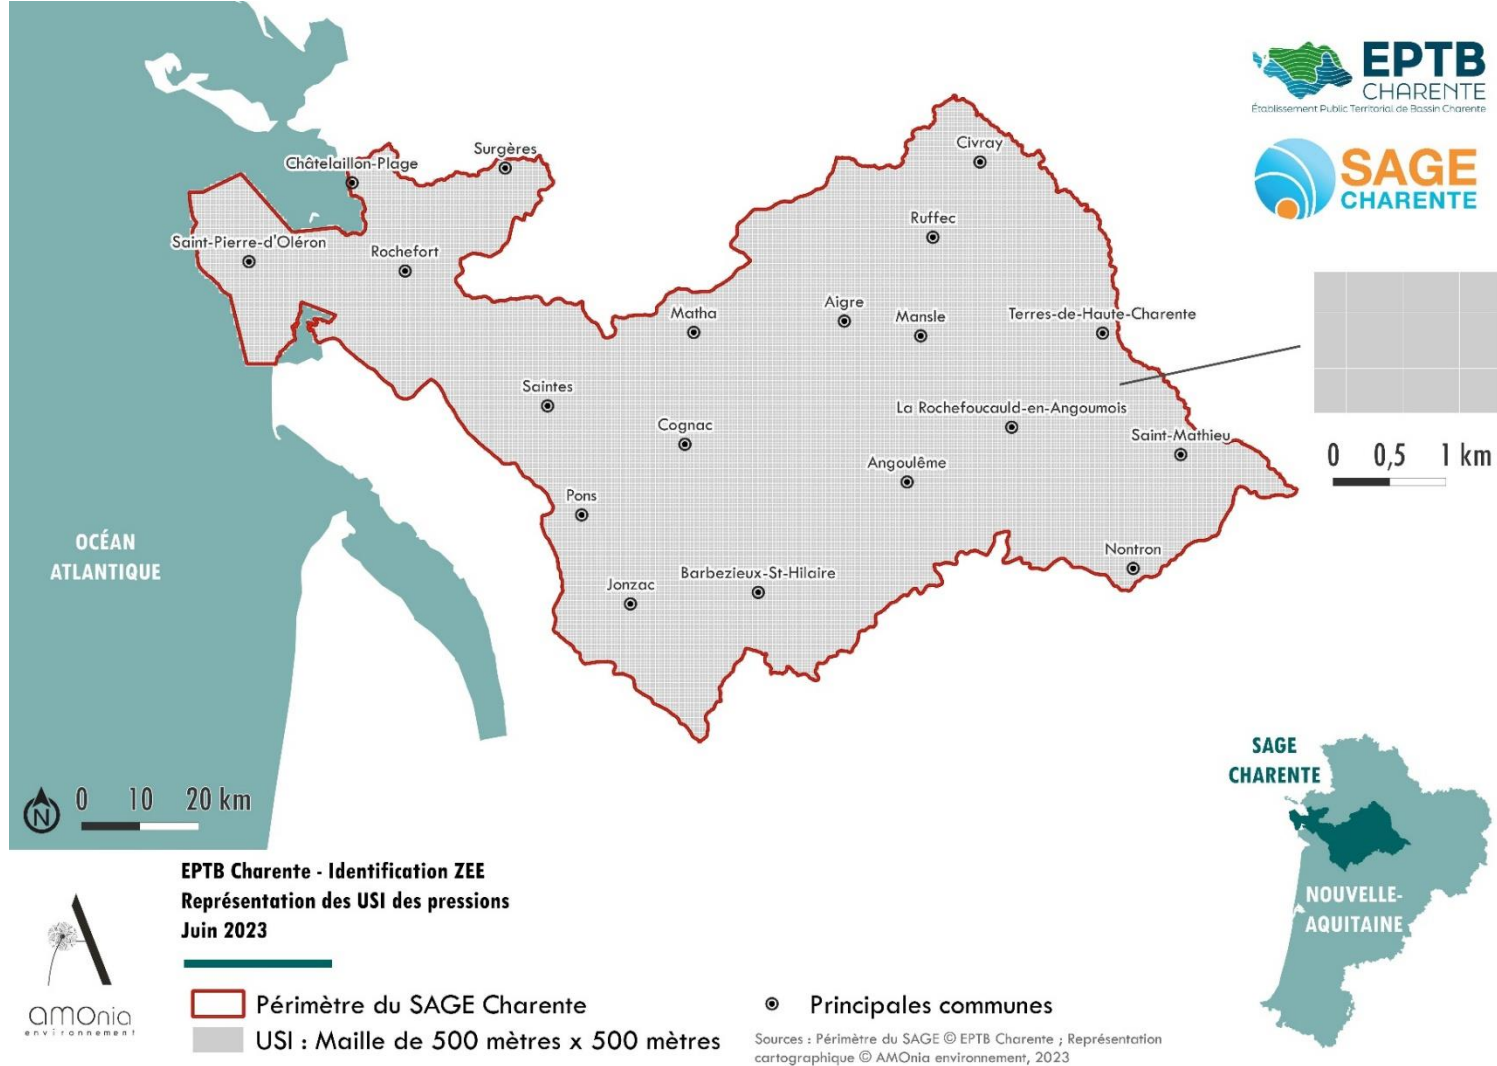 EPTB
CHARENTE
Établissement Public Territorial de Bassin Charente
SAGE
CHARENTE
Civray
Surgères
Châtelaillon-Plage
Ruffec
Saint-Pierre-d'Oléron
Rochefort
Aigre
Matha
Mansle
Terres-de-Haute-Charente
Saintes
La Rochefoucauld-en-Angoumois
Cognac
Saint-Mathieu
Angoulême
Pons
Nontron
Barbezieux-St-Hilaire
Jonzac
0 0,5 1 km
OCÉAN
ATLANTIQUE
N
0 10 20 km
SAGE
CHARENTE
NOUVELLE-
AQUITAINE
EPTB Charente - Identification ZEE
Représentation des USI des pressions
Juin 2023
aMOnia
environnement
Périmètre du SAGE Charente
USI : Maille de 500 mètres x 500 mètres
Principales communes
Sources : Périmètre du SAGE © EPTB Charente ; Représentation
cartographique © AMOnia environnement, 2023